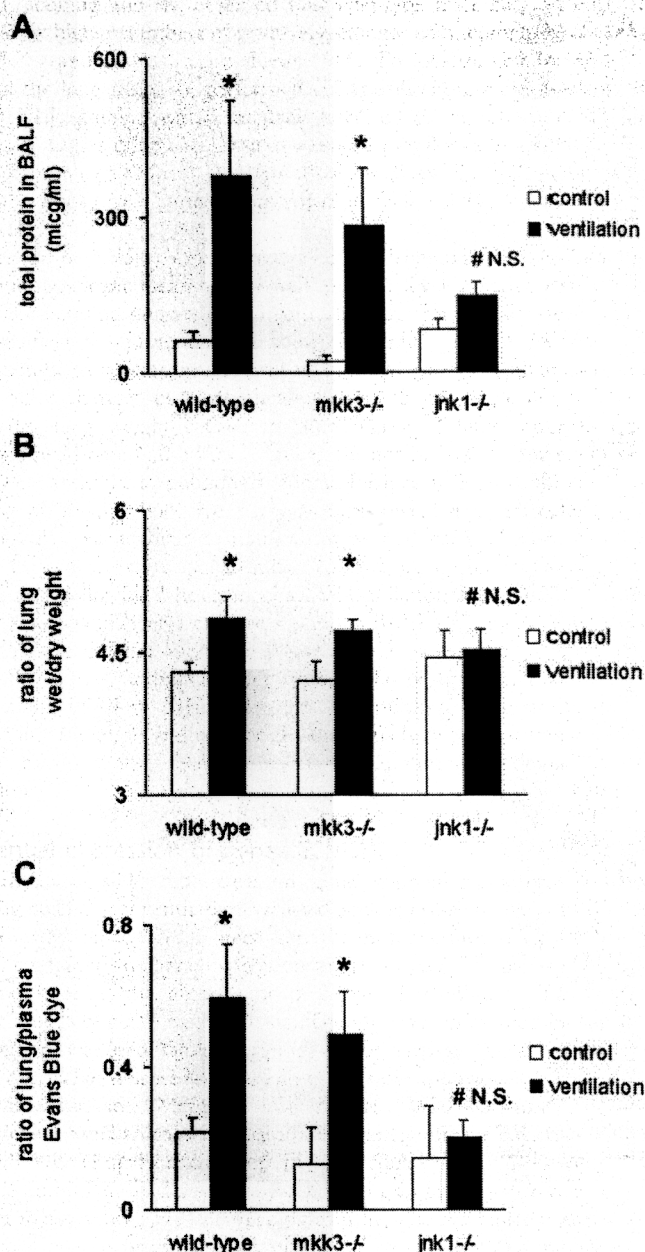 A
600
300
0
total protein in BALF
(micg/ml)
*
*
# N.S.
control
ventilation
wild-type
mkk3-/-
jnk1-/-
B
6
4.5
3
ratio of lung
wet/dry weight
*
*
# N.S.
control
ventilation
wild-type
mkk3-/-
jnk1-/-
C
0.8
0.4
0
ratio of lung/plasma
Evans Blue dye
*
*
# N.S.
control
ventilation
wild-type
mkk3-/-
jnk1-/-